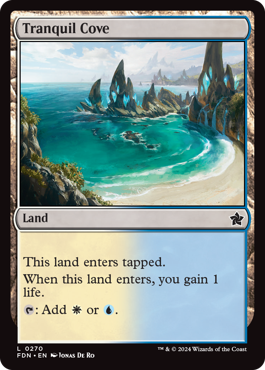 Tranquil Cove
Land
This land enters tapped.
When this land enters, you gain 1
life.
: Add or .
L 0270
FDN • EN Jonas De Ro
™ & © 2024 Wizards of the Coast